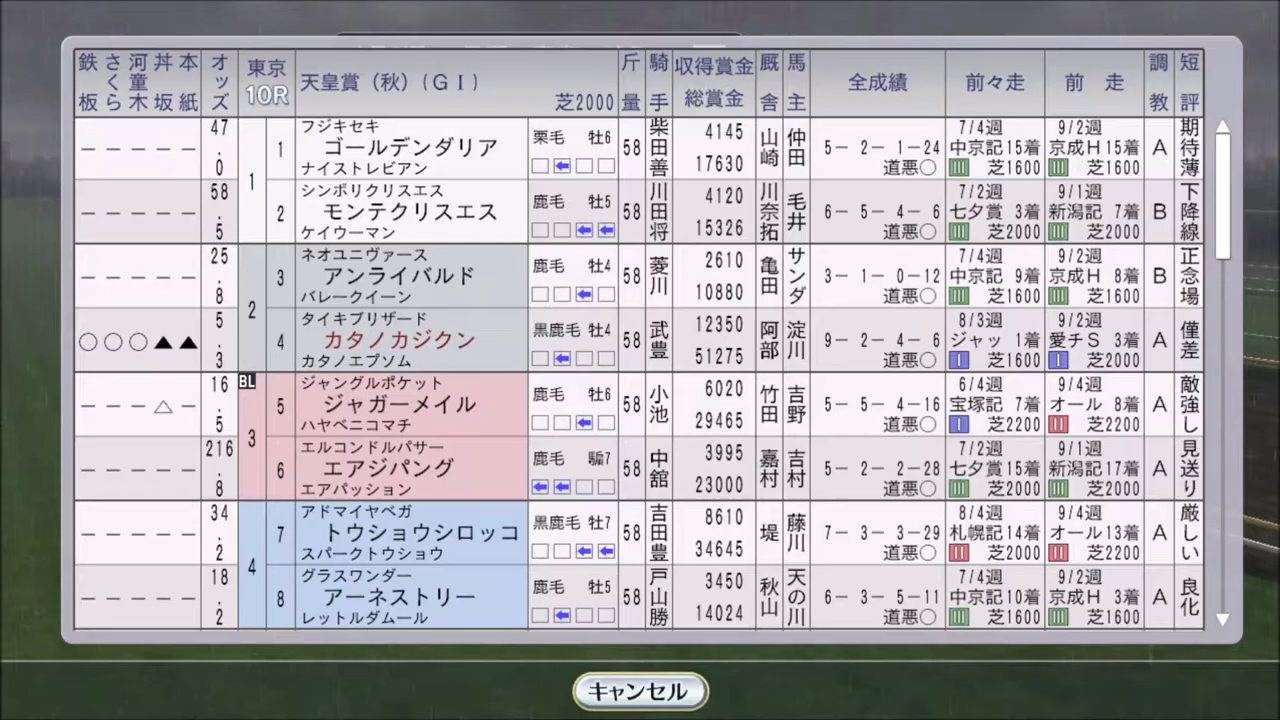 鉄板 さくら 河童木 丼坂 本紙 オッズ 東京10R 天皇賞(秋)(GⅠ) 芝2000 斤量 騎手 収得賞金 総賞金 厩舎 馬主 全成績 前々走 前走 調教 短評
－－－－－ 47.0 1 1 フジキセキ 栗毛 牡6 58 柴田善 4145 山崎 仲田 5－2－1－24 7/4週 9/2週 A 期待薄
ゴールデンダリア 中京記15着 京成H15着
ナイストレビアン 17630 道悪○ III 芝1600 III 芝1600
－－－－－ 58.5 2 シンボリクリスエス 鹿毛 牡5 58 川田将 4120 川奈拓 毛井 6－5－4－6 7/2週 9/1週 B 下降線
モンテクリスエス 七夕賞 3着 新潟記 7着
ケイウーマン 15326 道悪○ III 芝2000 III 芝2000
－－－－－ 25.8 2 3 ネオユニヴァース 鹿毛 牡4 58 菱川 2610 亀田 サンダ 3－1－0－12 7/4週 9/2週 B 正念場
アンライバルド 中京記 9着 京成H 8着
バレークイーン 10880 道悪○ III 芝1600 III 芝1600
○○○▲▲ 5.3 4 タイキブリザード 黒鹿毛 牡4 58 武豊 12350 阿部 淀川 9－2－4－6 8/3週 9/2週 A 僅差
カタノカジクン ジャッ 1着 愛チS 3着
カタノエプソム 51275 道悪○ I 芝1600 I 芝2000
－－－△－ 16.5 BL 3 5 ジャングルポケット 鹿毛 牡6 58 小池 6020 竹田 吉野 5－5－4－16 6/4週 9/4週 A 敵強し
ジャガーメイル 宝塚記 7着 オール 8着
ハヤベニコマチ 29465 道悪○ I 芝2200 II 芝2200
－－－－－ 216.8 6 エルコンドルパサー 鹿毛 騸7 58 中舘 3995 嘉村 吉村 5－2－2－28 7/2週 9/1週 A 見送り
エアジパング 七夕賞15着 新潟記17着
エアパッション 23000 道悪○ III 芝2000 III 芝2000
－－－－－ 34.2 4 7 アドマイヤベガ 黒鹿毛 牡7 58 吉田豊 8610 堤 藤川 7－3－3－29 8/4週 9/4週 A 厳しい
トウショウシロッコ 札幌記14着 オール13着
スパークトウショウ 34645 道悪○ II 芝2000 II 芝2200
－－－－－ 18.2 8 グラスワンダー 鹿毛 牡5 58 戸山勝 3450 秋山 天の川 6－3－5－11 7/4週 9/2週 A 良化
アーネストリー 中京記10着 京成H 3着
レットルダムール 14024 道悪○ III 芝1600 III 芝1600
キャンセル